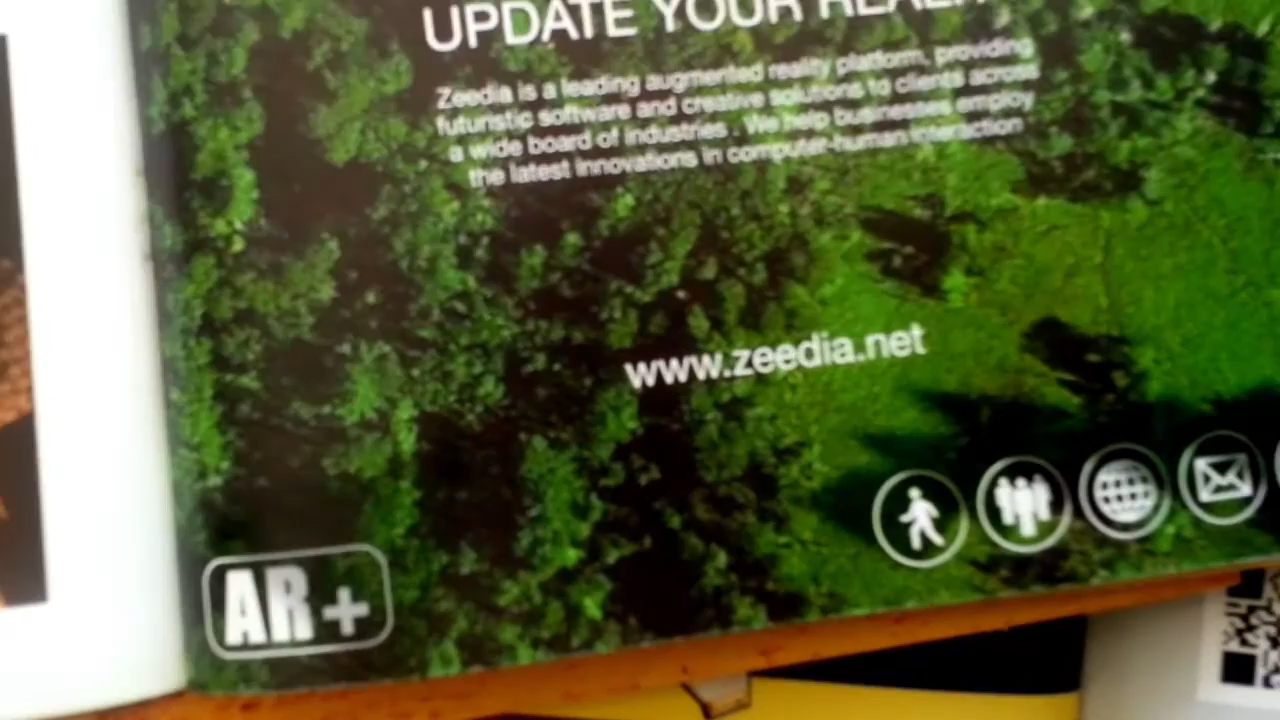 UPDATE YOUR
Zeedia is a leading augmented reality platform, providing
futuristic software and creative solutions to clients across
a wide board of industries . We help businesses employ
the latest innovations in computer-human interaction
www.zeedia.net
AR+